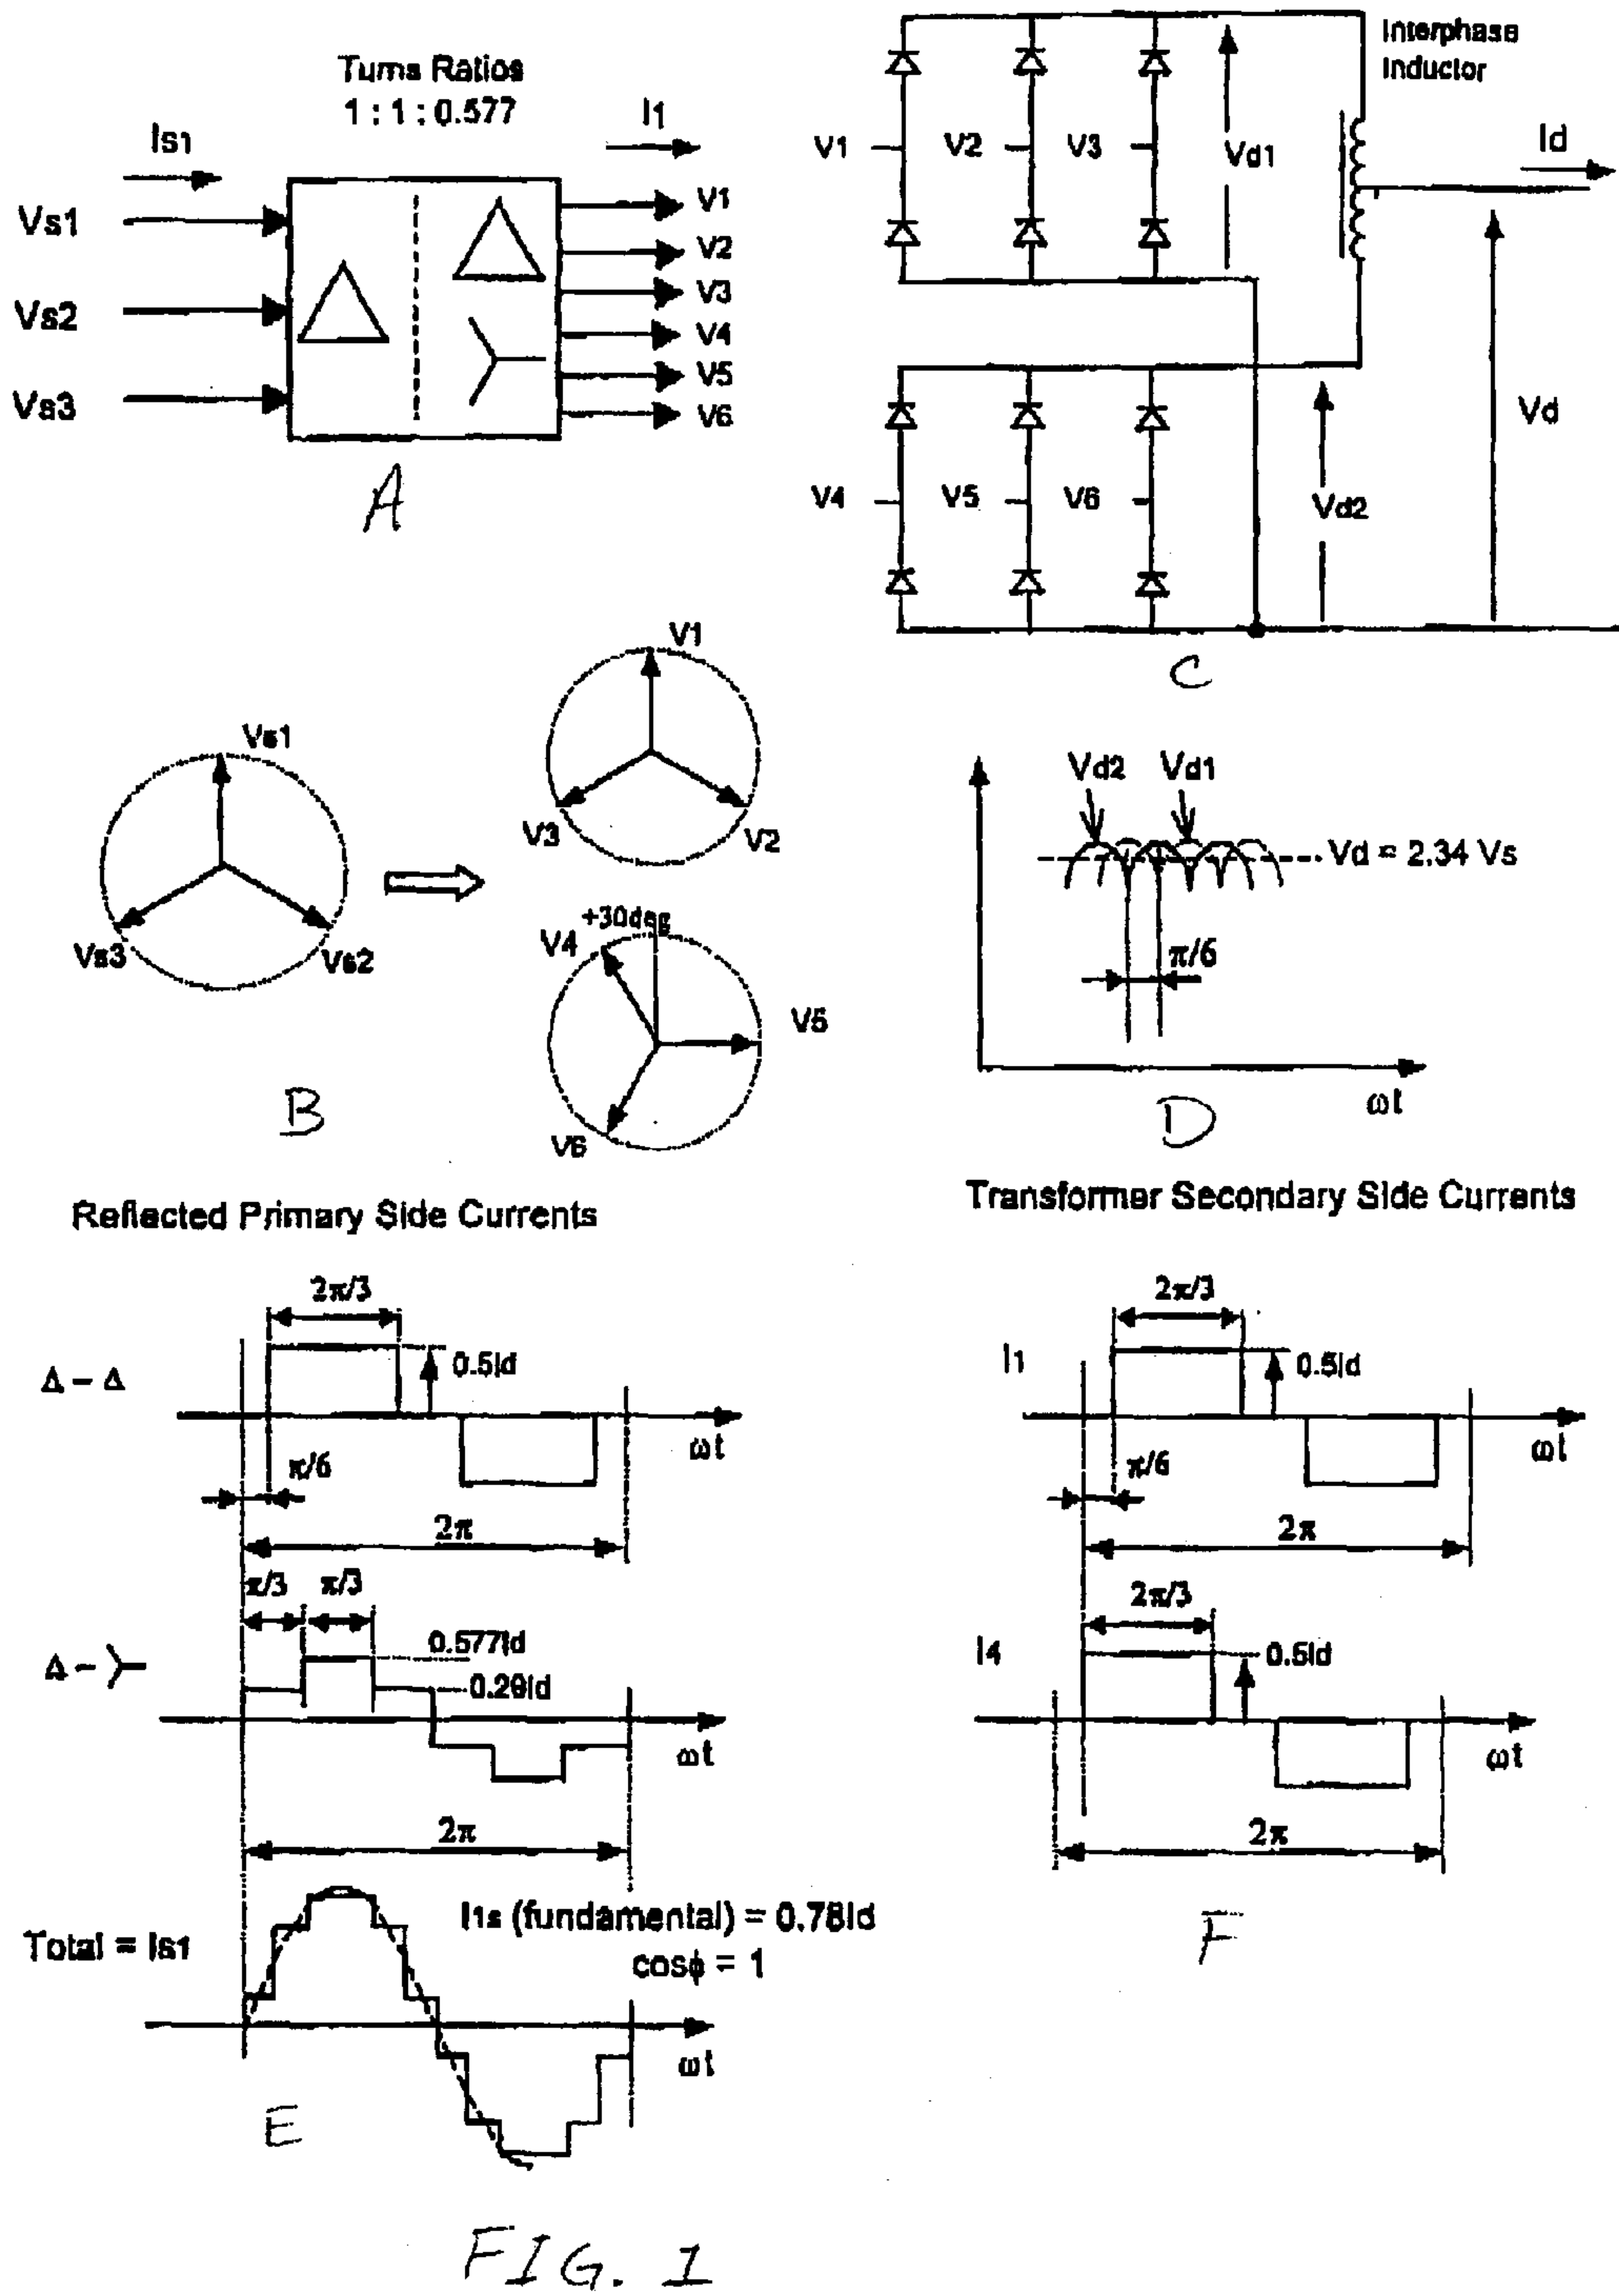 Turns Ratios
1 : 1 : 0.577
Is1
I1
Vs1
Vs2
Vs3
V1
V2
V3
V4
V5
V6
A
Interphase
Inductor
V1
V2
V3
Vd1
Id
V4
V5
V6
Vd2
Vd
C
Vs1
Vs3
Vs2
V1
V3
V2
+30deg
V4
V5
V6
B
Vd2
Vd1
Vd = 2.34 Vs
π/6
ωt
D
Reflected Primary Side Currents
2π/3
Δ – Δ
0.5Id
ωt
π/6
2π
π/3
π/3
Δ –
0.577Id
0.29Id
ωt
2π
Total = Is1
I1s (fundamental) = 0.78Id
cosϕ = 1
ωt
E
Transformer Secondary Side Currents
2π/3
I1
0.5Id
ωt
π/6
2π
2π/3
I4
0.5Id
ωt
2π
F
FIG. 1